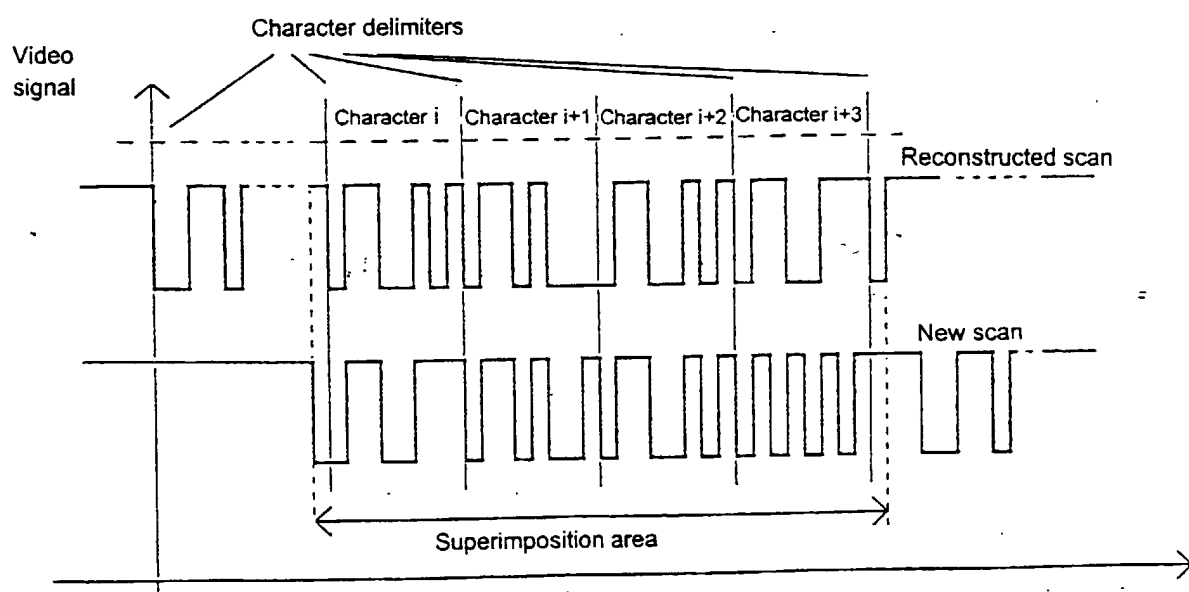 Character delimiters
Video
signal
Character i
Character i+1
Character i+2
Character i+3
Reconstructed scan
New scan
Superimposition area